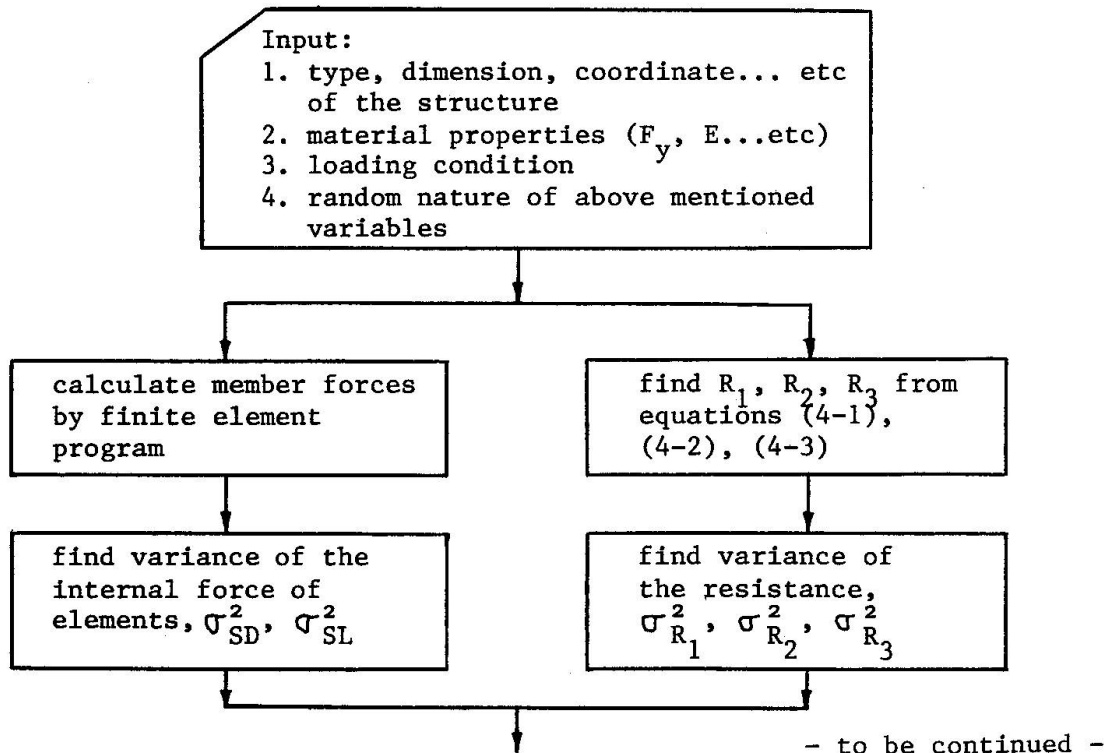 Input:
1. type, dimension, coordinate... etc
of the structure
2. material properties (F_y, E...etc)
3. loading condition
4. random nature of above mentioned
variables
calculate member forces
by finite element
program
find R_1, R_2, R_3 from
equations (4-1),
(4-2), (4-3)
find variance of the
internal force of
elements, σ²_SD, σ²_SL
find variance of
the resistance,
σ²_R_1, σ²_R_2, σ²_R_3
- to be continued -